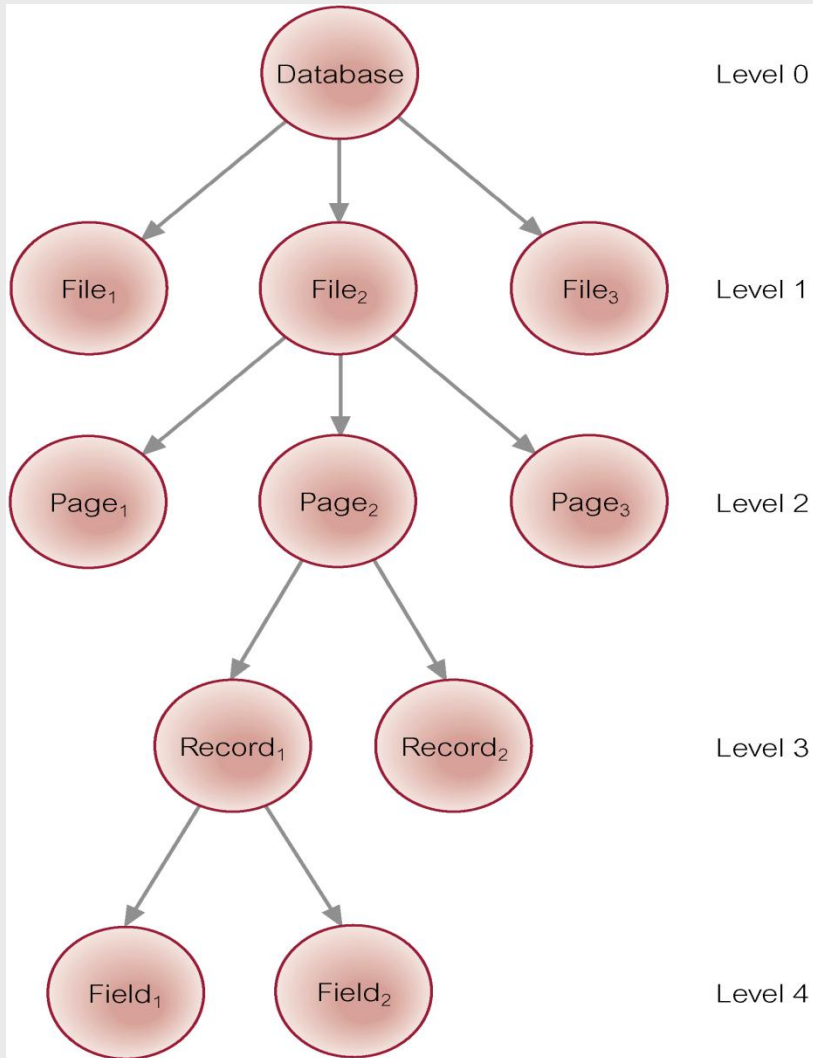 Database Level 0
File₁ File₂ File₃ Level 1
Page₁ Page₂ Page₃ Level 2
Record₁ Record₂ Level 3
Field₁ Field₂ Level 4